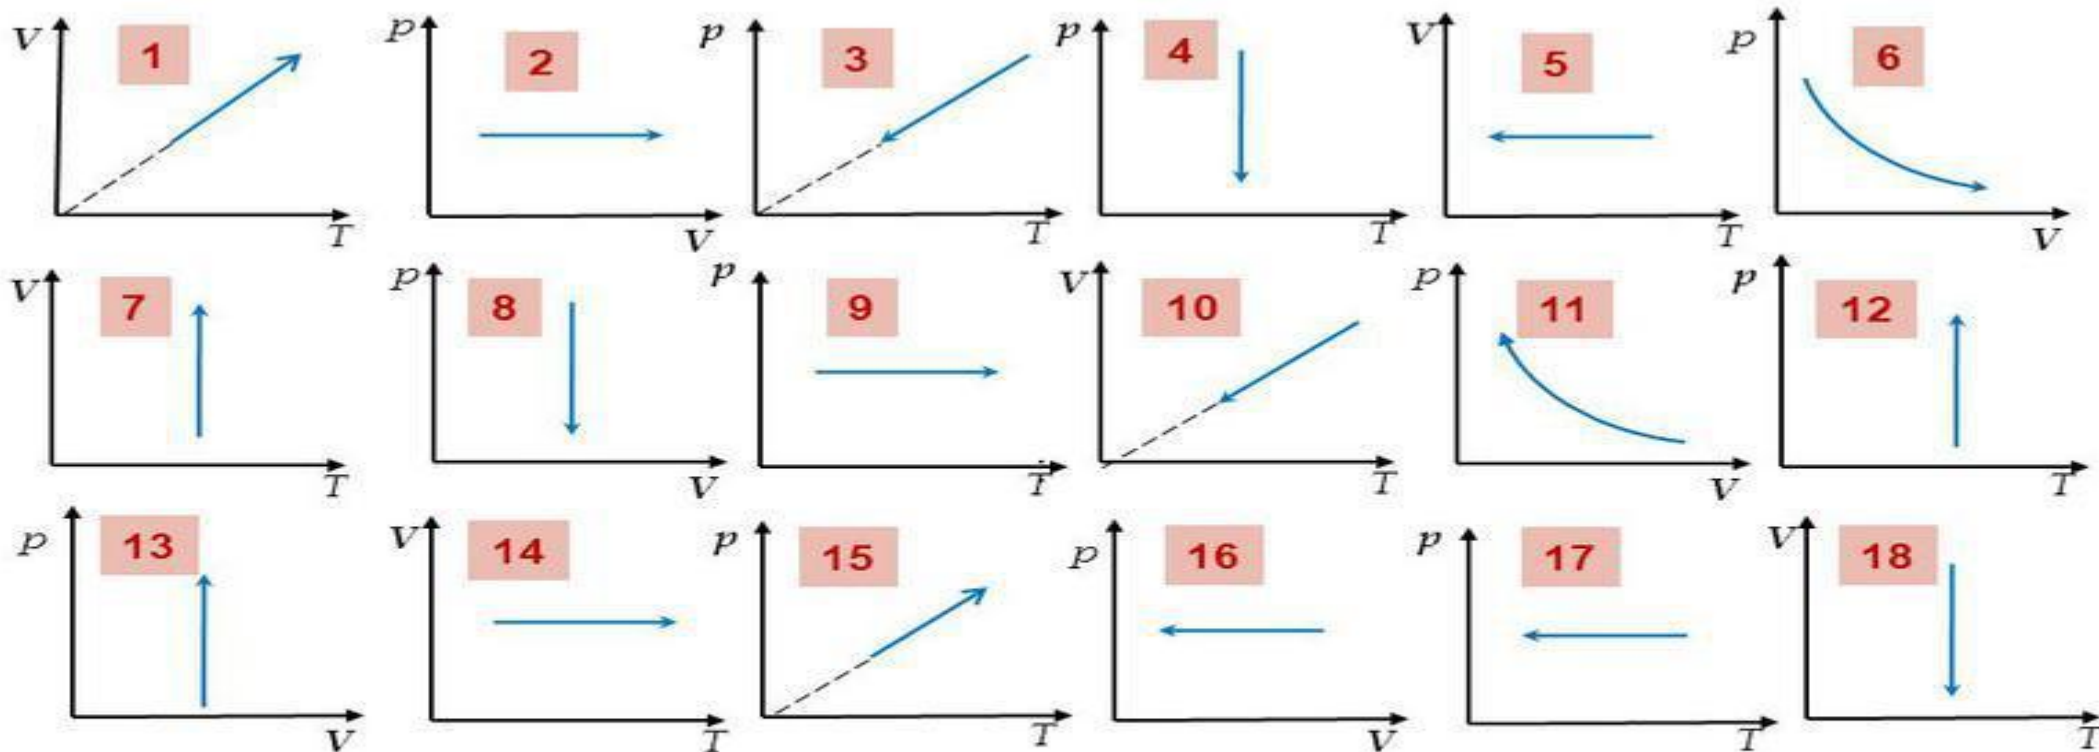 V 1 T
p 2 V
p 3 T
p 4 T
V 5 T
p 6 V
V 7 T
p 8 V
p 9 T
V 10 T
p 11 V
p 12 T
p 13 V
V 14 T
p 15 T
p 16 V
p 17 T
V 18 T